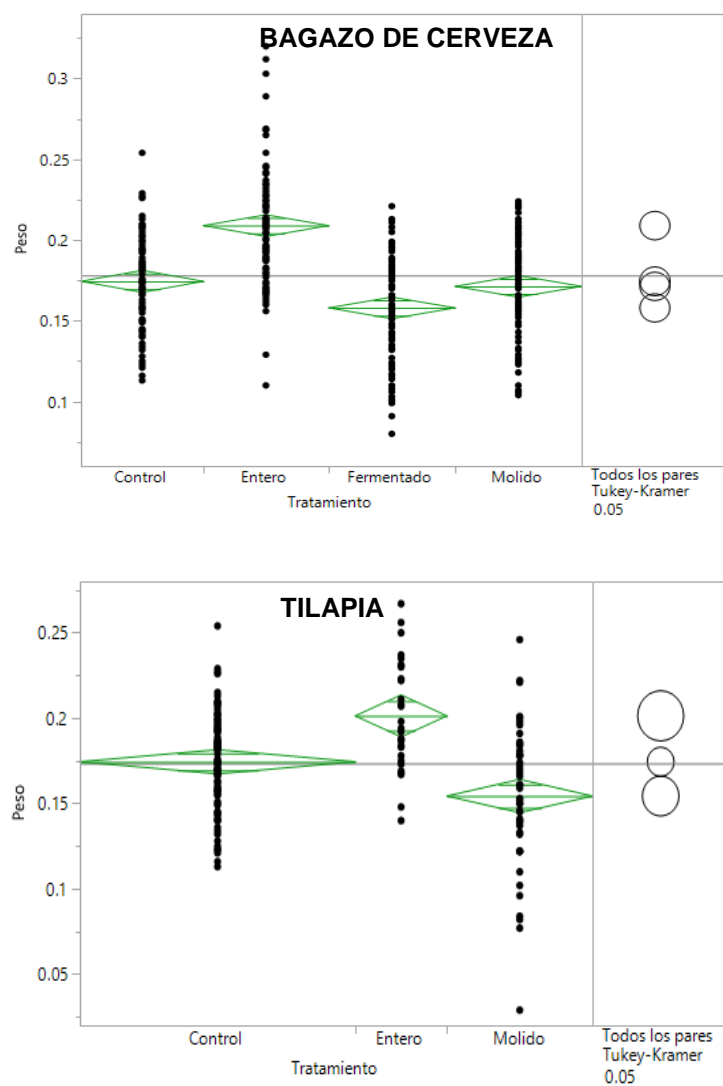 BAGAZO DE CERVEZA
0.3
0.25
0.2
0.15
0.1
Peso
Control Entero Fermentado Molido
Tratamiento
Todos los pares
Tukey-Kramer
0.05
TILAPIA
0.25
0.2
0.15
0.1
0.05
Peso
Control Entero Molido
Tratamiento
Todos los pares
Tukey-Kramer
0.05